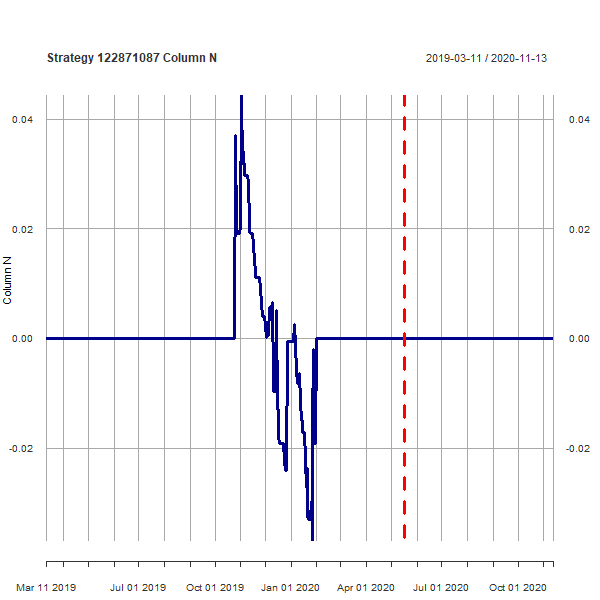 Strategy 122871087 Column N
2019-03-11 / 2020-11-13
0.04
0.04
0.02
0.02
0.00
0.00
-0.02
-0.02
Column N
Mar 11 2019
Jul 01 2019
Oct 01 2019
Jan 01 2020
Apr 01 2020
Jul 01 2020
Oct 01 2020